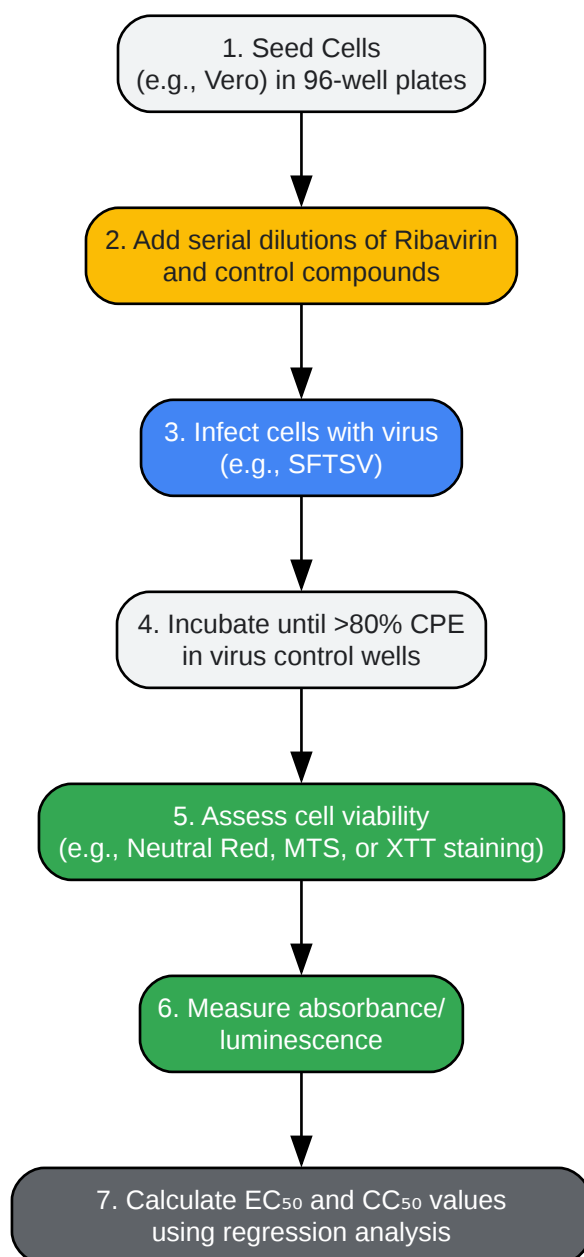 1. Seed Cells
(e.g., Vero) in 96-well plates
2. Add serial dilutions of Ribavirin
and control compounds
3. Infect cells with virus
(e.g., SFTSV)
4. Incubate until >80% CPE
in virus control wells
5. Assess cell viability
(e.g., Neutral Red, MTS, or XTT staining)
6. Measure absorbance/
luminescence
7. Calculate EC₅₀ and CC₅₀ values
using regression analysis